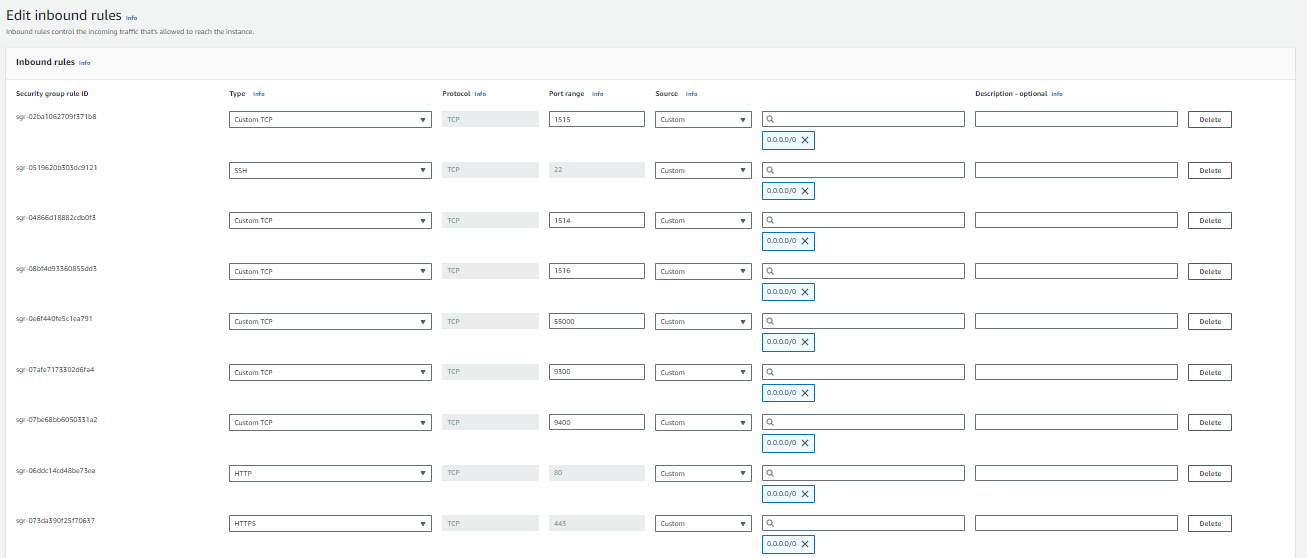 Edit inbound rules Info
Inbound rules control the incoming traffic that's allowed to reach the instance.
Inbound rules Info
Security group rule ID Type Info Protocol Info Port range Info Source Info Description - optional Info
sgr-02ba1062709f371b8 Custom TCP TCP 1515 Custom Delete
0.0.0.0/0
sgr-0519620b303dc9121 SSH TCP 22 Custom Delete
0.0.0.0/0
sgr-04866d18882cdb0f3 Custom TCP TCP 1514 Custom Delete
0.0.0.0/0
sgr-08bf4d93360855dd3 Custom TCP TCP 1516 Custom Delete
0.0.0.0/0
sgr-0e6f440fe5c1ea791 Custom TCP TCP 55000 Custom Delete
0.0.0.0/0
sgr-07afe7173302d6fa4 Custom TCP TCP 9300 Custom Delete
0.0.0.0/0
sgr-07be68bb6050331a2 Custom TCP TCP 9400 Custom Delete
0.0.0.0/0
sgr-06ddc14cd48be73ea HTTP TCP 80 Custom Delete
0.0.0.0/0
sgr-073da390f25f70637 HTTPS TCP 443 Custom Delete
0.0.0.0/0